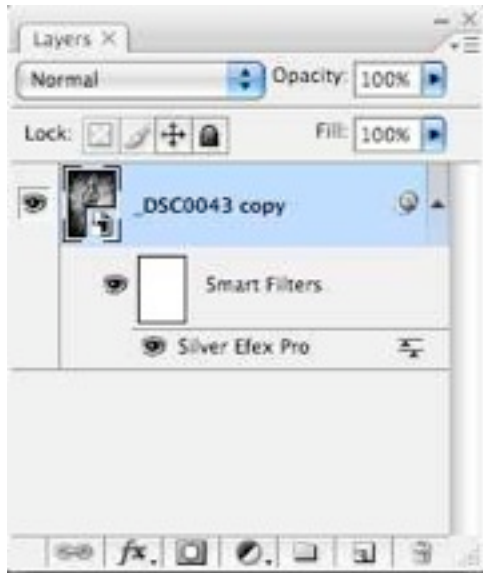 Layers ×
Normal Opacity: 100%
Lock: Fill: 100%
_DSC0043 copy
Smart Filters
Silver Efex Pro
fx.